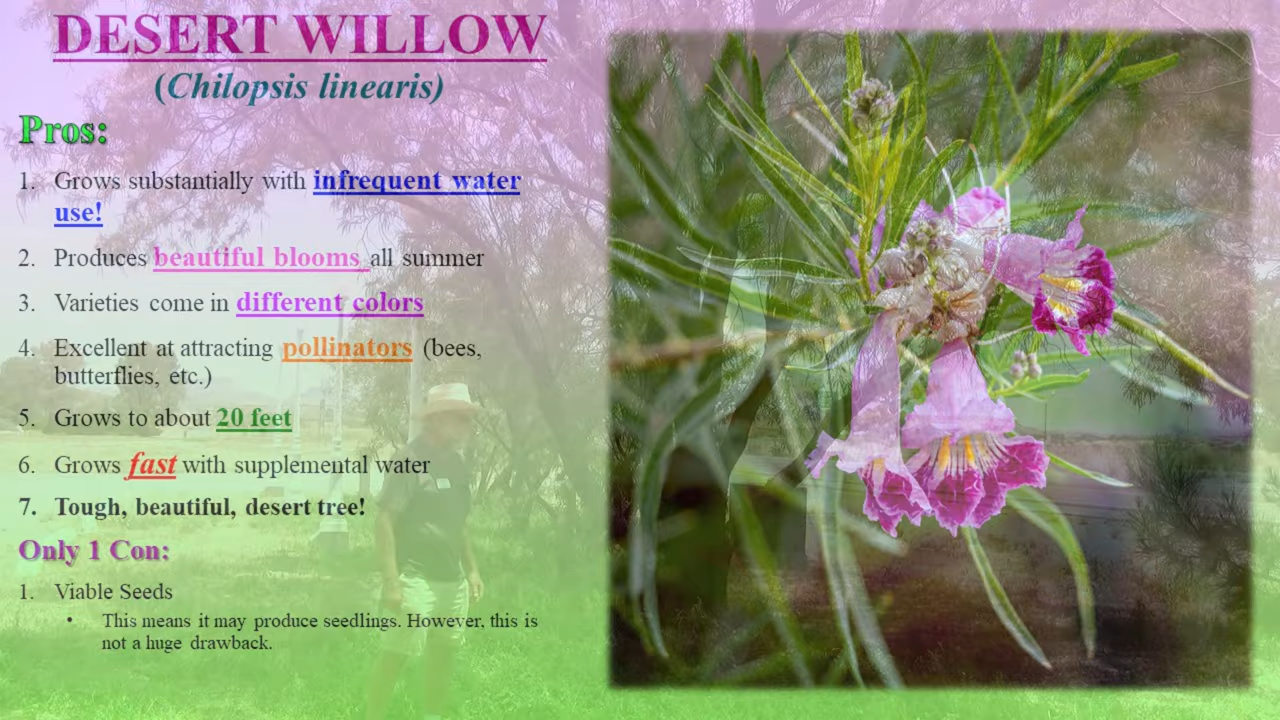 DESERT WILLOW
(Chilopsis linearis)
Pros:
1. Grows substantially with infrequent water
use!
2. Produces beautiful blooms all summer
3. Varieties come in different colors
4. Excellent at attracting pollinators (bees,
butterflies, etc.)
5. Grows to about 20 feet
6. Grows fast with supplemental water
7. Tough, beautiful, desert tree!
Only 1 Con:
1. Viable Seeds
• This means it may produce seedlings. However, this is
not a huge drawback.